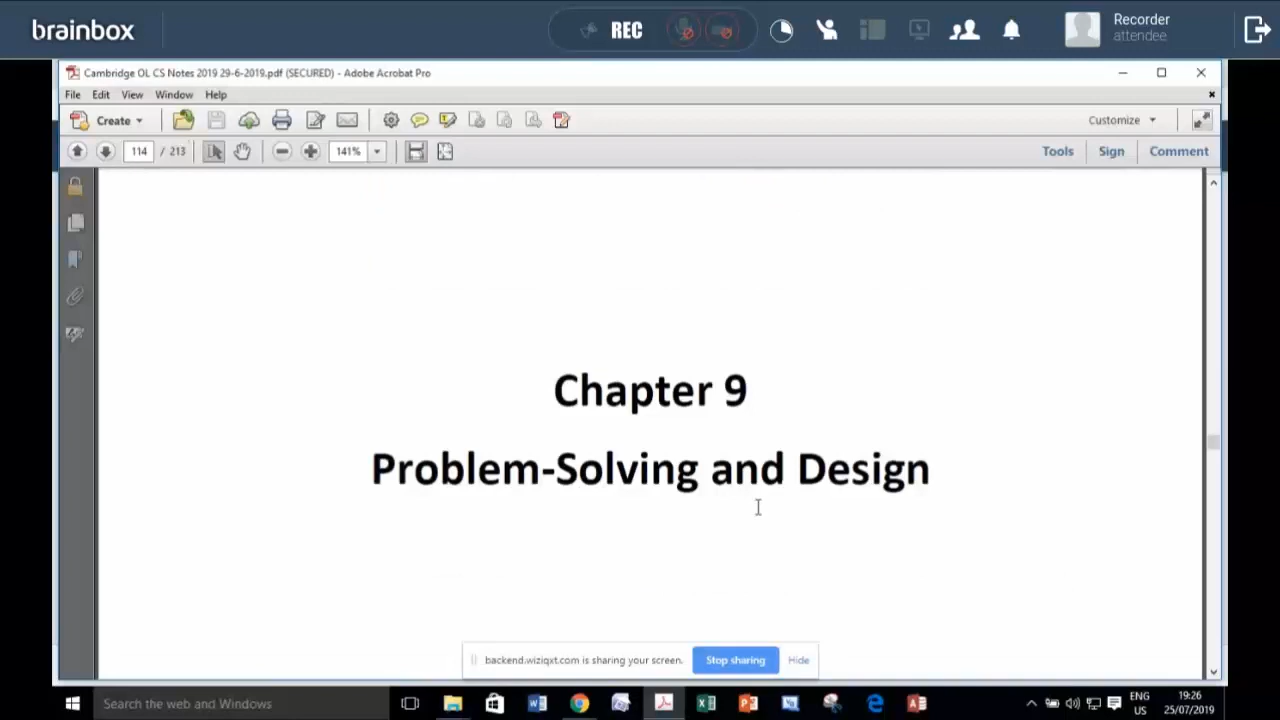 brainbox
REC
Recorder
attendee
Cambridge OL CS Notes 2019 29-6-2019.pdf (SECURED) - Adobe Acrobat Pro
File Edit View Window Help
Create
Customize
114 / 213
141%
Tools Sign Comment
Chapter 9
Problem-Solving and Design
backend.wiziqxt.com is sharing your screen.
Stop sharing
Hide
Search the web and Windows
ENG
US
19:26
25/07/2019